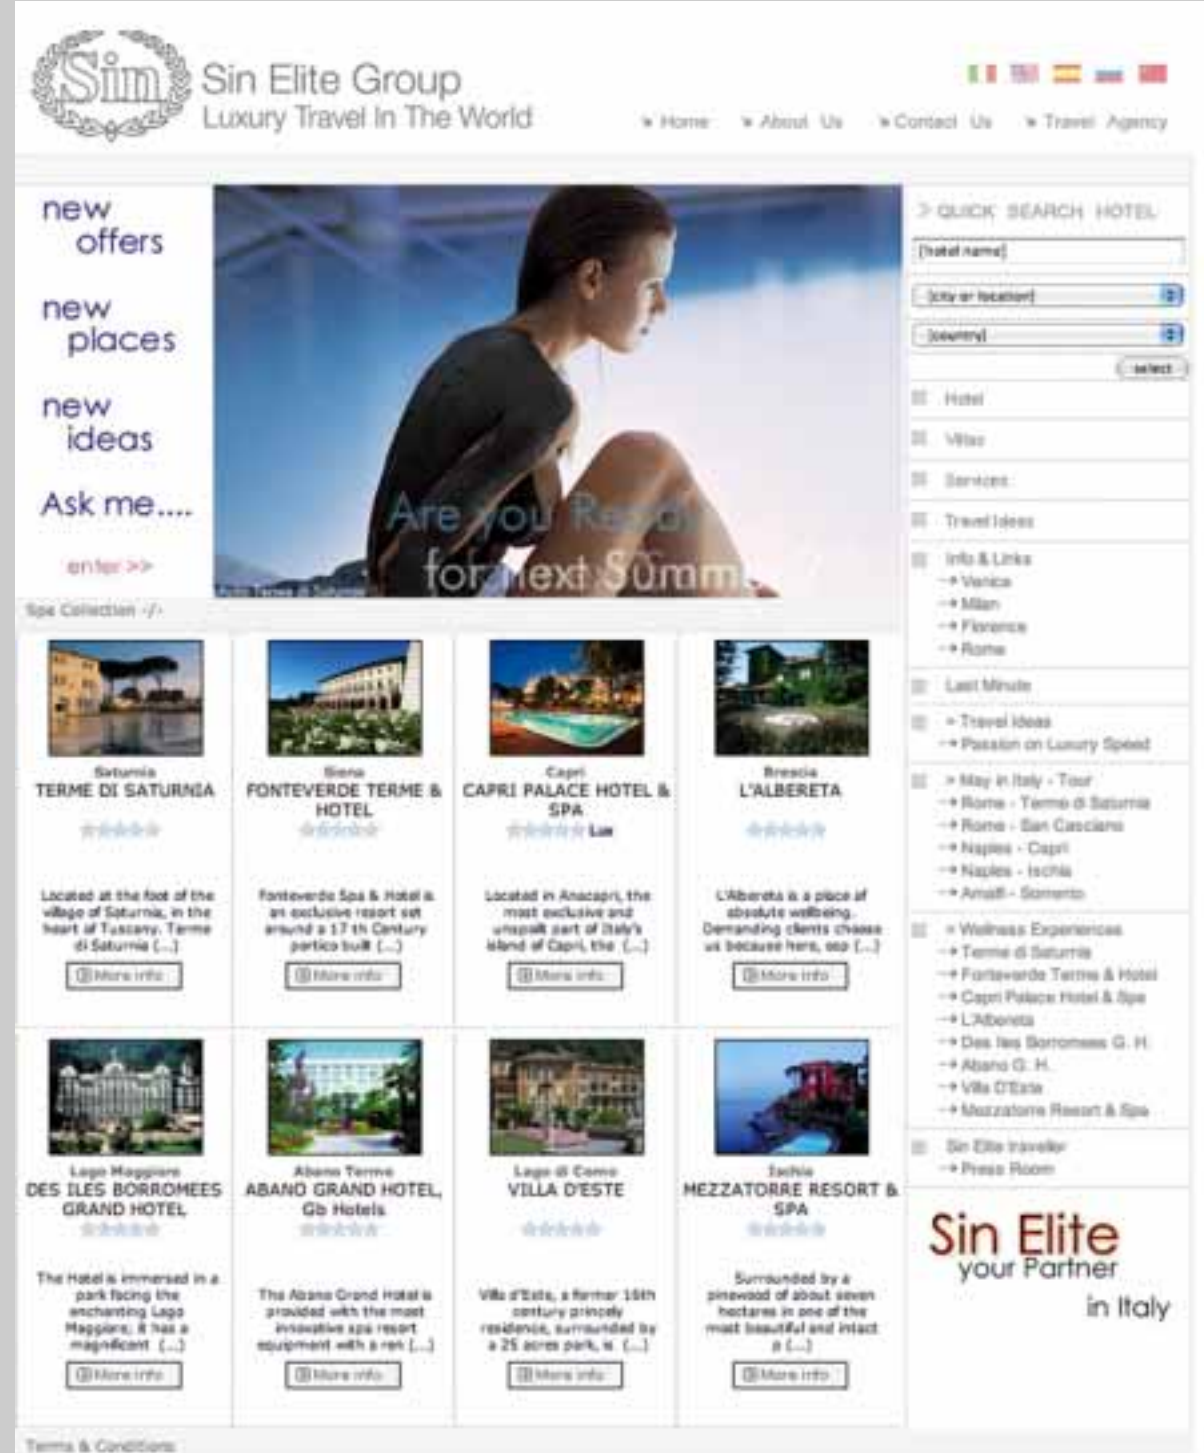 Sin
Sin Elite Group
Luxury Travel In The World
Home About Us Contact Us Travel Agency
new
offers
new
places
new
ideas
Ask me....
enter >>
Are you Ready
for next Summer?
> QUICK SEARCH HOTEL
[hotel name]
[city or location]
[country]
select
Hotel
Villas
Services
Travel Ideas
Info & Links
Venice
Milan
Florence
Rome
Last Minute
» Travel Ideas
Passion on Luxury Speed
» May in Italy - Tour
Rome - Terme di Saturnia
Rome - San Casciano
Naples - Capri
Naples - Ischia
Amalfi - Sorrento
» Wellness Experiences
Terme di Saturnia
Fonteverde Terme & Hotel
Capri Palace Hotel & Spa
L'Albereta
Des Iles Borromees G. H.
Abano G. H.
Villa D'Este
Mezzatorre Resort & Spa
Sin Elite traveller
Press Room
Sin Elite
your Partner
in Italy
Spa Collection -/-
Saturnia
TERME DI SATURNIA
Located at the foot of the
village of Saturnia, in the
heart of Tuscany. Terme
di Saturnia (...)
More info
Siena
FONTEVERDE TERME &
HOTEL
Fonteverde Spa & Hotel is
an exclusive resort set
around a 17 th Century
portico built (...)
More info
Capri
CAPRI PALACE HOTEL &
SPA
Lux
Located in Anacapri, the
most exclusive and
unspoilt part of Italy's
island of Capri, the (...)
More info
Brescia
L'ALBERETA
L'Albereta is a place of
absolute wellbeing.
Demanding clients choose
us because here, esp (...)
More info
Lago Maggiore
DES ILES BORROMEES
GRAND HOTEL
The Hotel is immersed in a
park facing the
enchanting Lago
Maggiore; it has a
magnificent (...)
More info
Abano Terme
ABANO GRAND HOTEL,
Gb Hotels
The Abano Grand Hotel is
provided with the most
innovative spa resort
equipment with a ren (...)
More info
Lago di Como
VILLA D'ESTE
Villa d'Este, a former 16th
century princely
residence, surrounded by
a 25 acres park, is (...)
More info
Ischia
MEZZATORRE RESORT &
SPA
Surrounded by a
pinewood of about seven
hectares in one of the
most beautiful and intact
p (...)
More info
Terms & Conditions